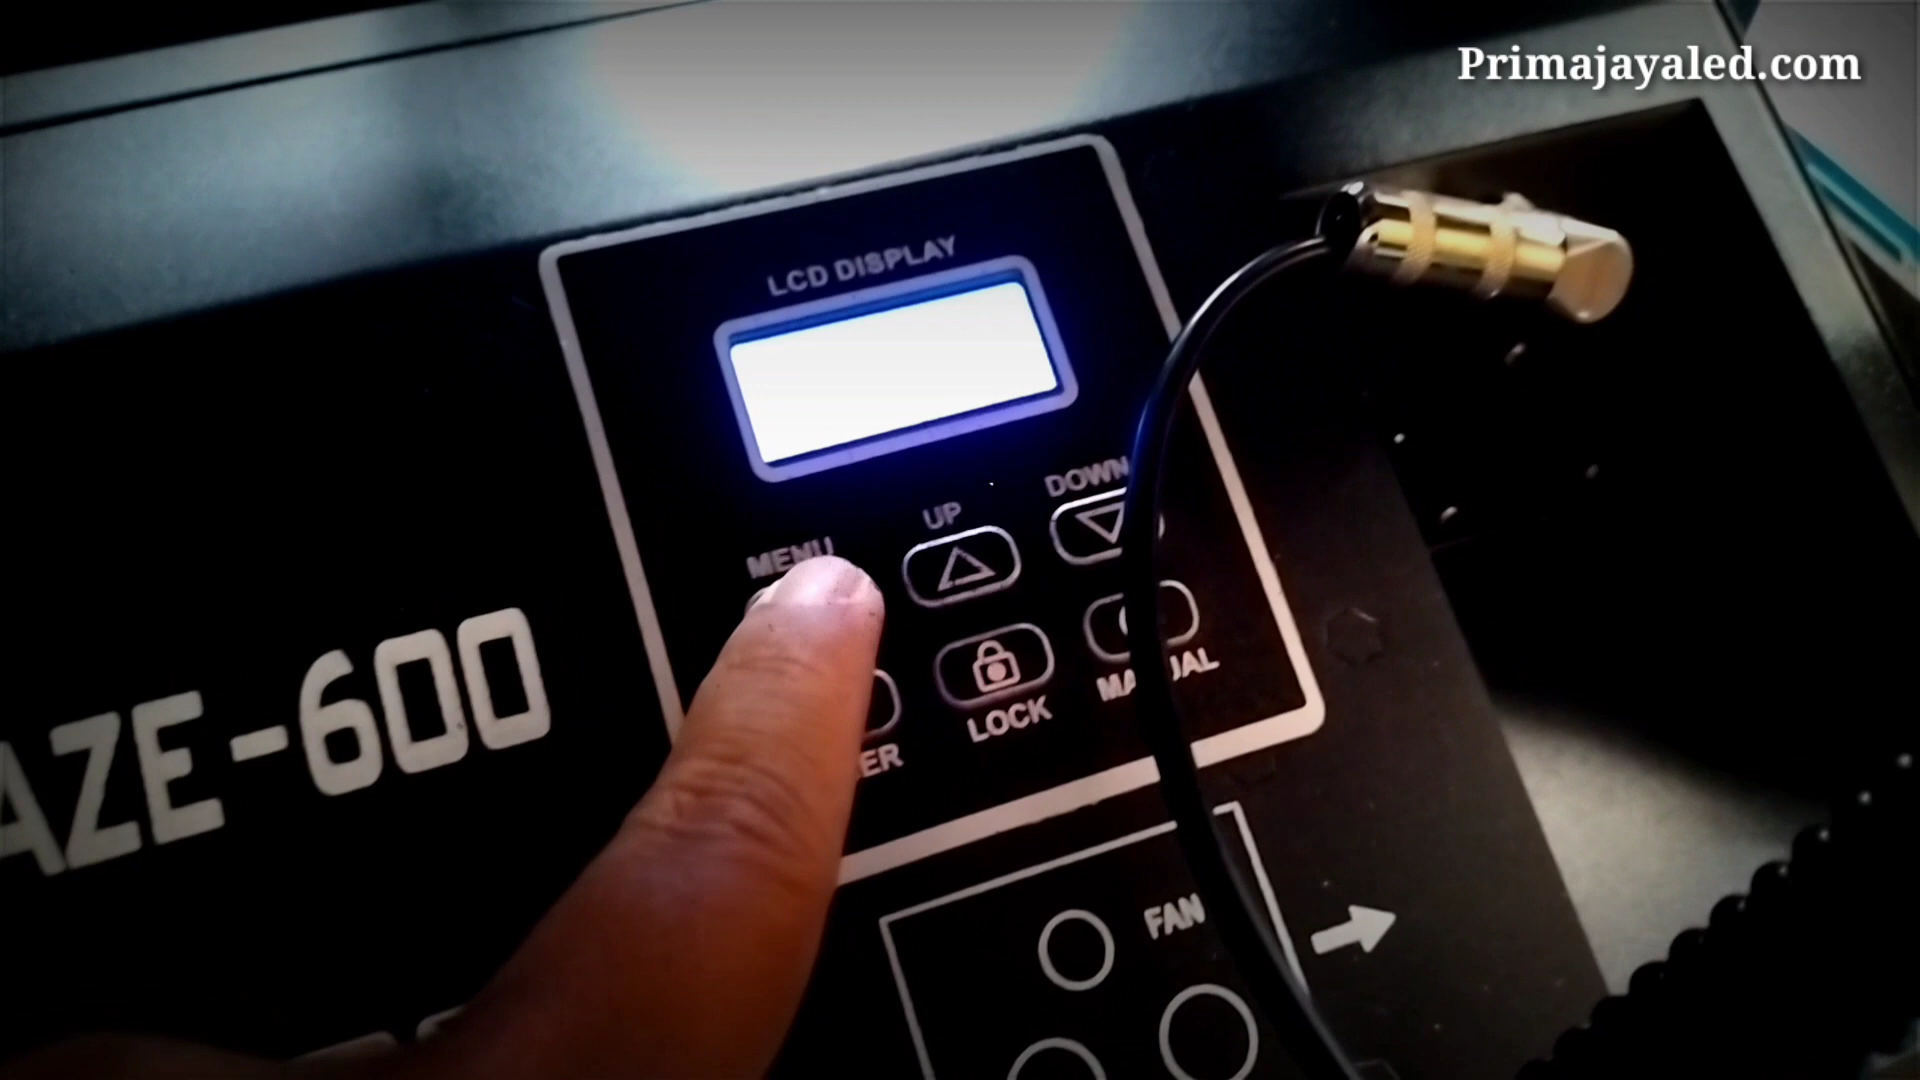 Primajayaled.com
LCD DISPLAY
DOWN
UP
MENU
LOCK
AZE-600
FAN